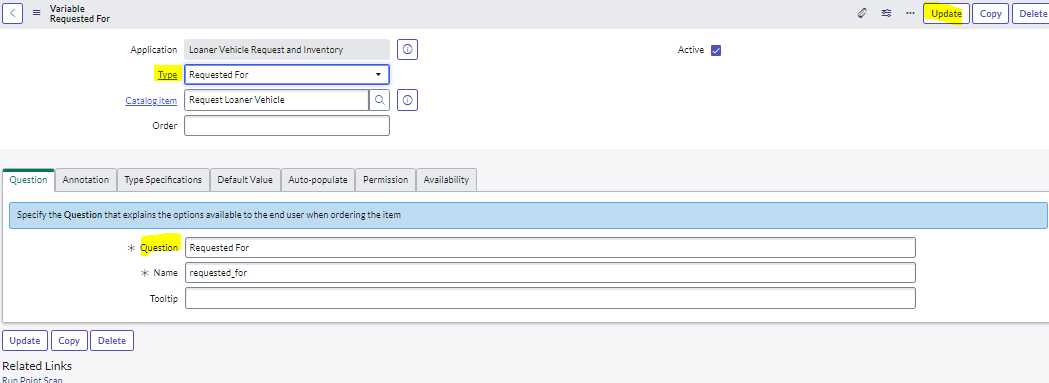 Variable
Requested For
Update Copy Delete
Application Loaner Vehicle Request and Inventory Active
Type Requested For
Catalog item Request Loaner Vehicle
Order
Question Annotation Type Specifications Default Value Auto-populate Permission Availability
Specify the Question that explains the options available to the end user when ordering the item
* Question Requested For
* Name requested_for
Tooltip
Update Copy Delete
Related Links
Run Point Scan